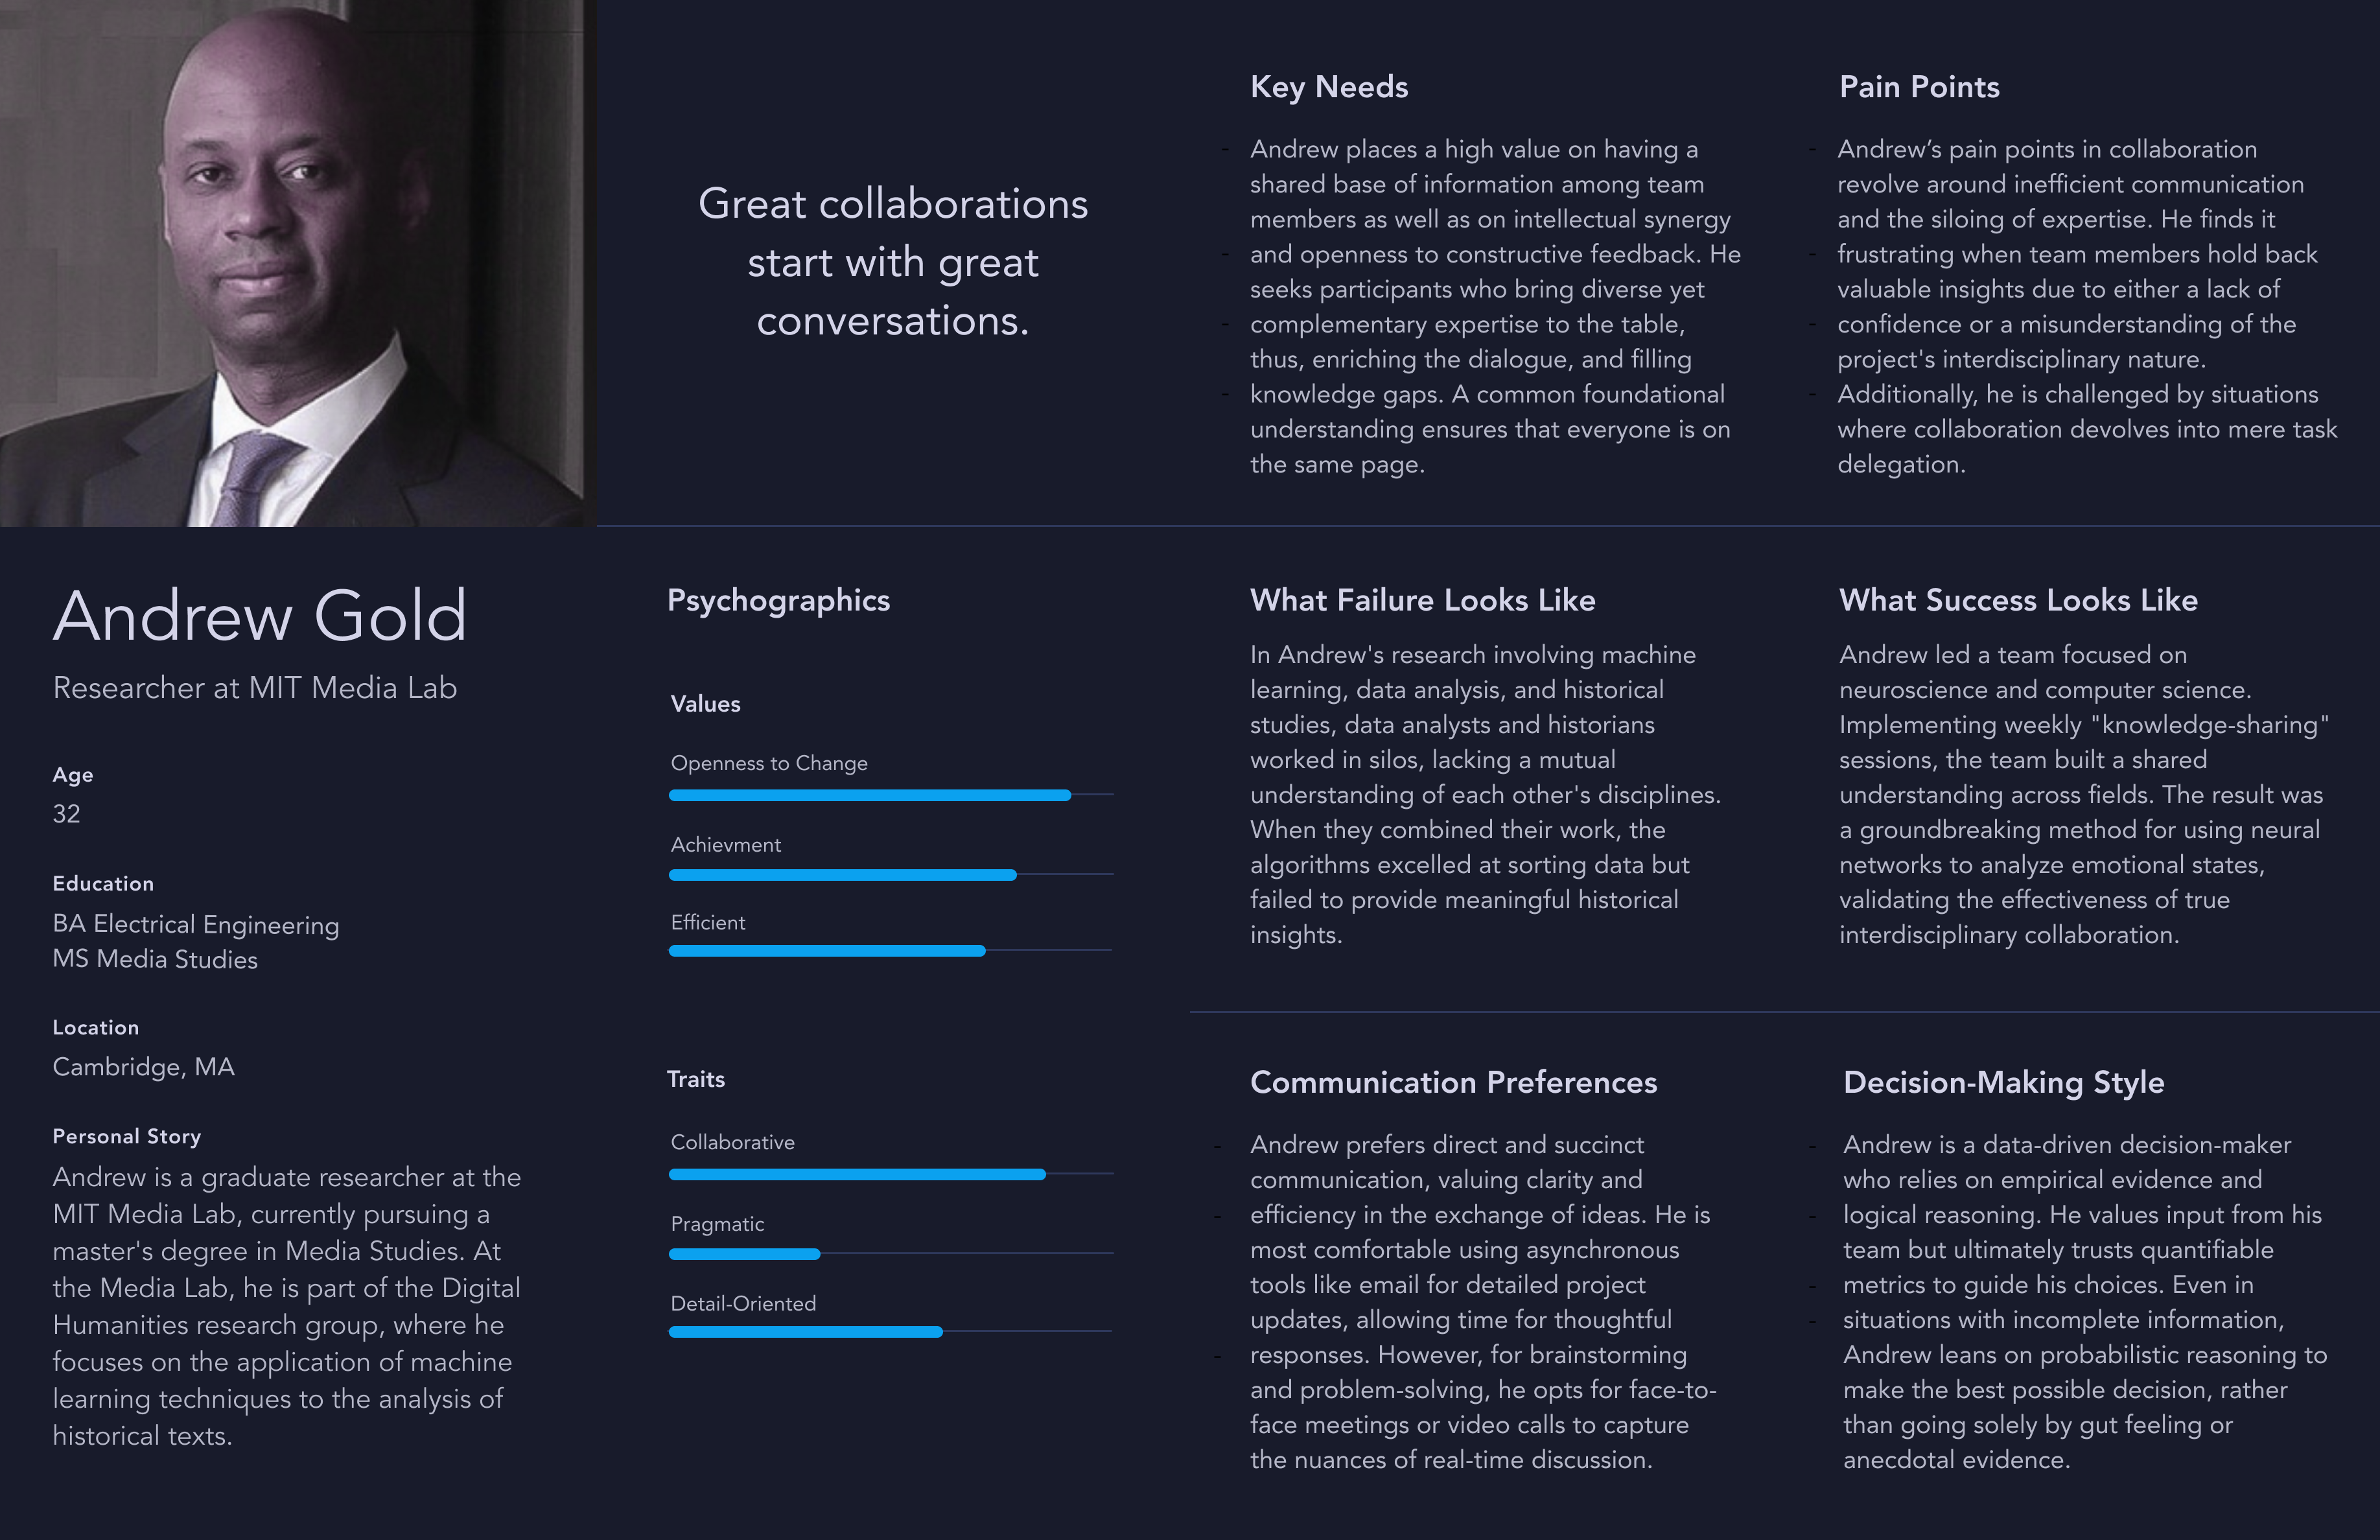 Great collaborations
start with great
conversations.
Key Needs
- Andrew places a high value on having a
shared base of information among team
members as well as on intellectual synergy
- and openness to constructive feedback. He
seeks participants who bring diverse yet
- complementary expertise to the table,
thus, enriching the dialogue, and filling
- knowledge gaps. A common foundational
understanding ensures that everyone is on
the same page.
Pain Points
- Andrew’s pain points in collaboration
revolve around inefficient communication
and the siloing of expertise. He finds it
- frustrating when team members hold back
valuable insights due to either a lack of
- confidence or a misunderstanding of the
project's interdisciplinary nature.
- Additionally, he is challenged by situations
where collaboration devolves into mere task
delegation.
Andrew Gold
Researcher at MIT Media Lab
Age
32
Education
BA Electrical Engineering
MS Media Studies
Location
Cambridge, MA
Personal Story
Andrew is a graduate researcher at the
MIT Media Lab, currently pursuing a
master's degree in Media Studies. At
the Media Lab, he is part of the Digital
Humanities research group, where he
focuses on the application of machine
learning techniques to the analysis of
historical texts.
Psychographics
Values
Openness to Change
Achievment
Efficient
Traits
Collaborative
Pragmatic
Detail-Oriented
What Failure Looks Like
In Andrew's research involving machine
learning, data analysis, and historical
studies, data analysts and historians
worked in silos, lacking a mutual
understanding of each other's disciplines.
When they combined their work, the
algorithms excelled at sorting data but
failed to provide meaningful historical
insights.
What Success Looks Like
Andrew led a team focused on
neuroscience and computer science.
Implementing weekly "knowledge-sharing"
sessions, the team built a shared
understanding across fields. The result was
a groundbreaking method for using neural
networks to analyze emotional states,
validating the effectiveness of true
interdisciplinary collaboration.
Communication Preferences
- Andrew prefers direct and succinct
communication, valuing clarity and
- efficiency in the exchange of ideas. He is
most comfortable using asynchronous
tools like email for detailed project
updates, allowing time for thoughtful
- responses. However, for brainstorming
and problem-solving, he opts for face-to-
face meetings or video calls to capture
the nuances of real-time discussion.
Decision-Making Style
- Andrew is a data-driven decision-maker
who relies on empirical evidence and
- logical reasoning. He values input from his
team but ultimately trusts quantifiable
- metrics to guide his choices. Even in
- situations with incomplete information,
Andrew leans on probabilistic reasoning to
make the best possible decision, rather
than going solely by gut feeling or
anecdotal evidence.